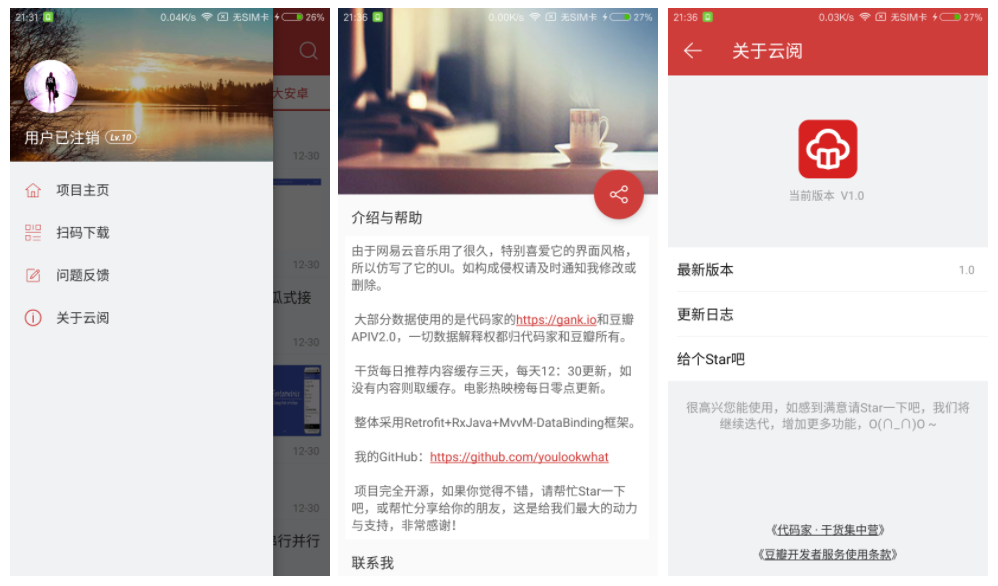 21:31
0.04K/s 无SIM卡 26%
大安卓
用户已注销 Lv.10
12-30
项目主页
扫码下载
问题反馈
12-30
瓜式接
关于云阅
12-30
12-30
12-30
行并行
21:36
0.00K/s 无SIM卡 27%
介绍与帮助
由于网易云音乐用了很久，特别喜爱它的界面风格，
所以仿写了它的UI。如构成侵权请及时通知我修改或
删除。
大部分数据使用的是代码家的https://gank.io和豆瓣
APIV2.0，一切数据解释权都归代码家和豆瓣所有。
干货每日推荐内容缓存三天，每天12：30更新，如
没有内容则取缓存。电影热映榜每日零点更新。
整体采用Retrofit+RxJava+MvvM-DataBinding框架。
我的GitHub：https://github.com/youlookwhat
项目完全开源，如果你觉得不错，请帮忙Star一下
吧，或帮忙分享给你的朋友，这是给我们最大的动力
与支持，非常感谢！
联系我
21:36
0.03K/s 无SIM卡 27%
关于云阅
当前版本 V1.0
最新版本 1.0
更新日志
给个Star吧
很高兴您能使用，如感到满意请Star一下吧，我们将
继续迭代，增加更多功能，O(∩_∩)O～
《代码家·干货集中营》
《豆瓣开发者服务使用条款》